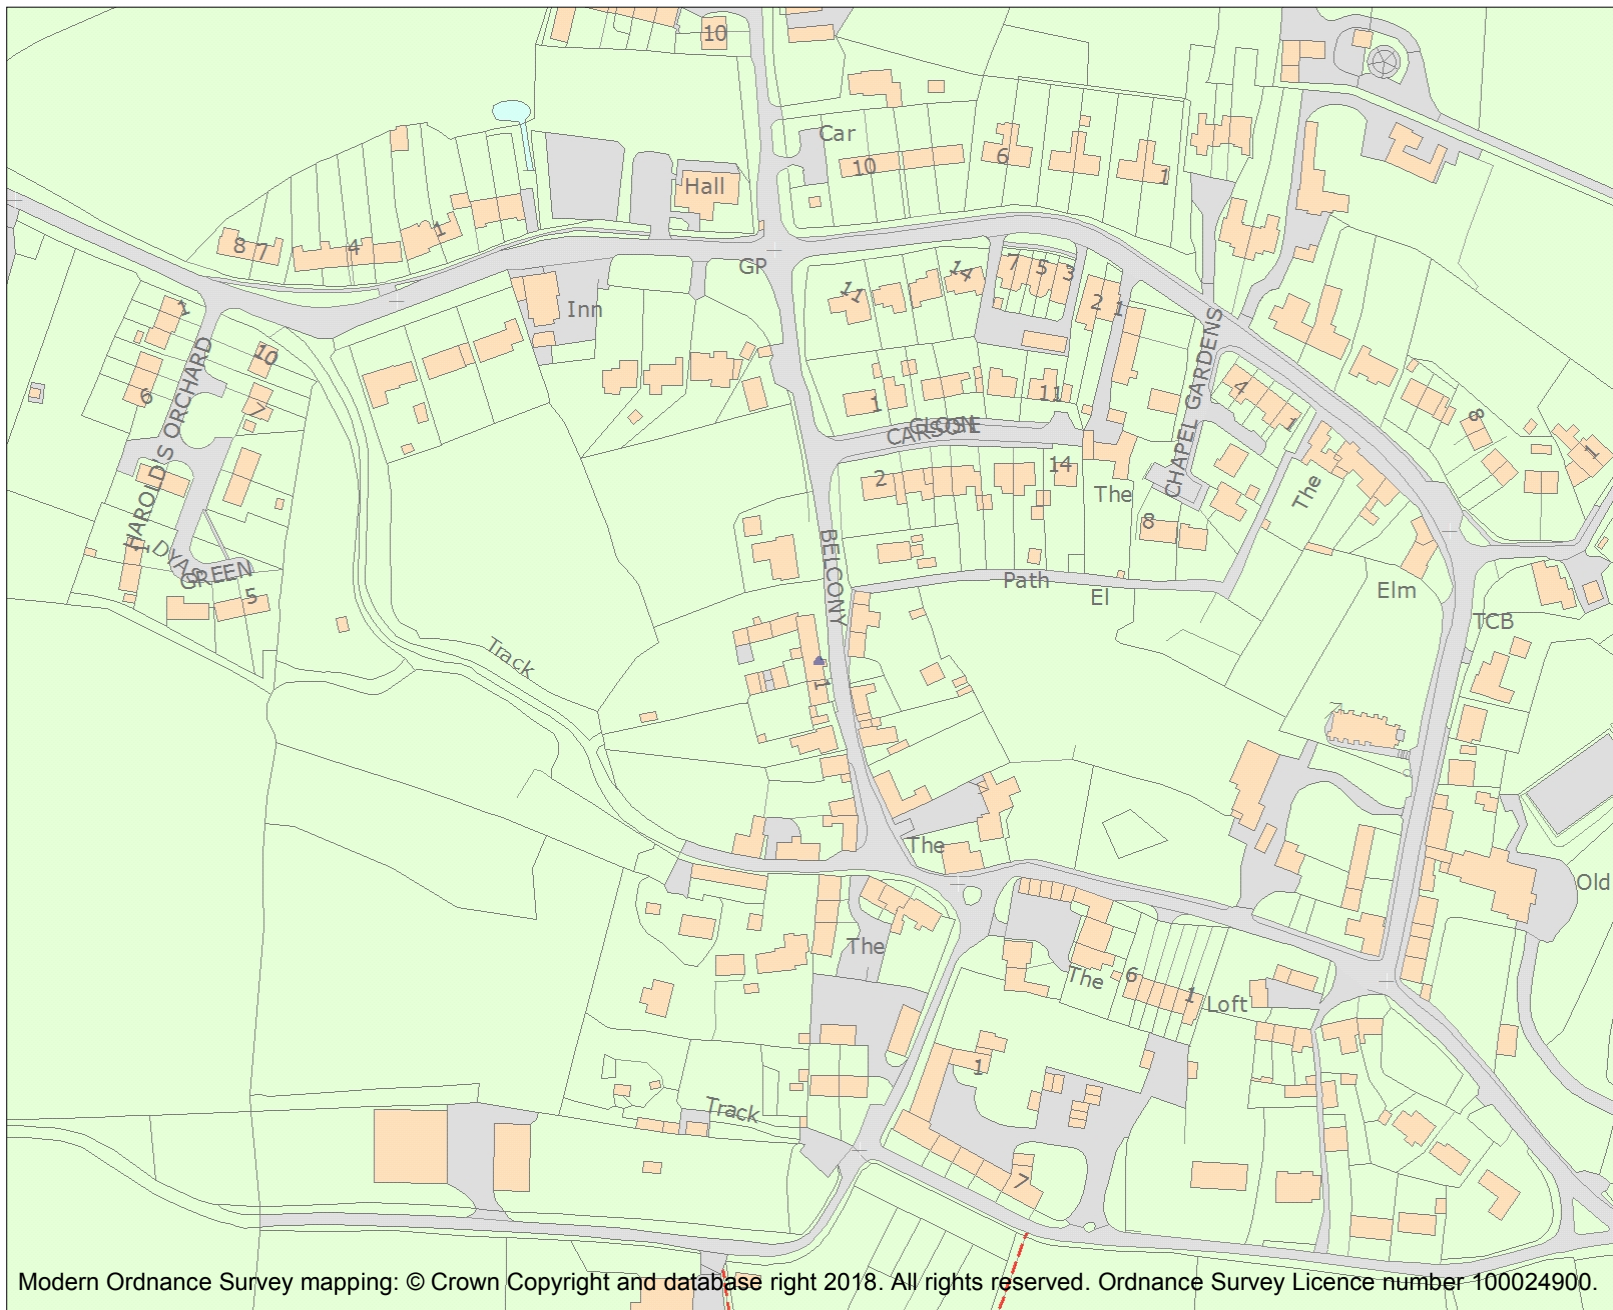 10
Car
10
6
1
Hall
8 7
4
1
GP
11
14
7
5
3
2
1
Inn
1
HAROLD'S ORCHARD
10
6
7
CHAPEL GARDENS
4
1
8
1
1
11
CARSON
CLOSE
2
14
The
The
8
DYAS
GREEN
5
1
BELCONY
Path
El
Elm
TCB
Track
1
The
Old
The
The
6
1
Loft
1
Track
7
Modern Ordnance Survey mapping: © Crown Copyright and database right 2018. All rights reserved. Ordnance Survey Licence number 100024900.